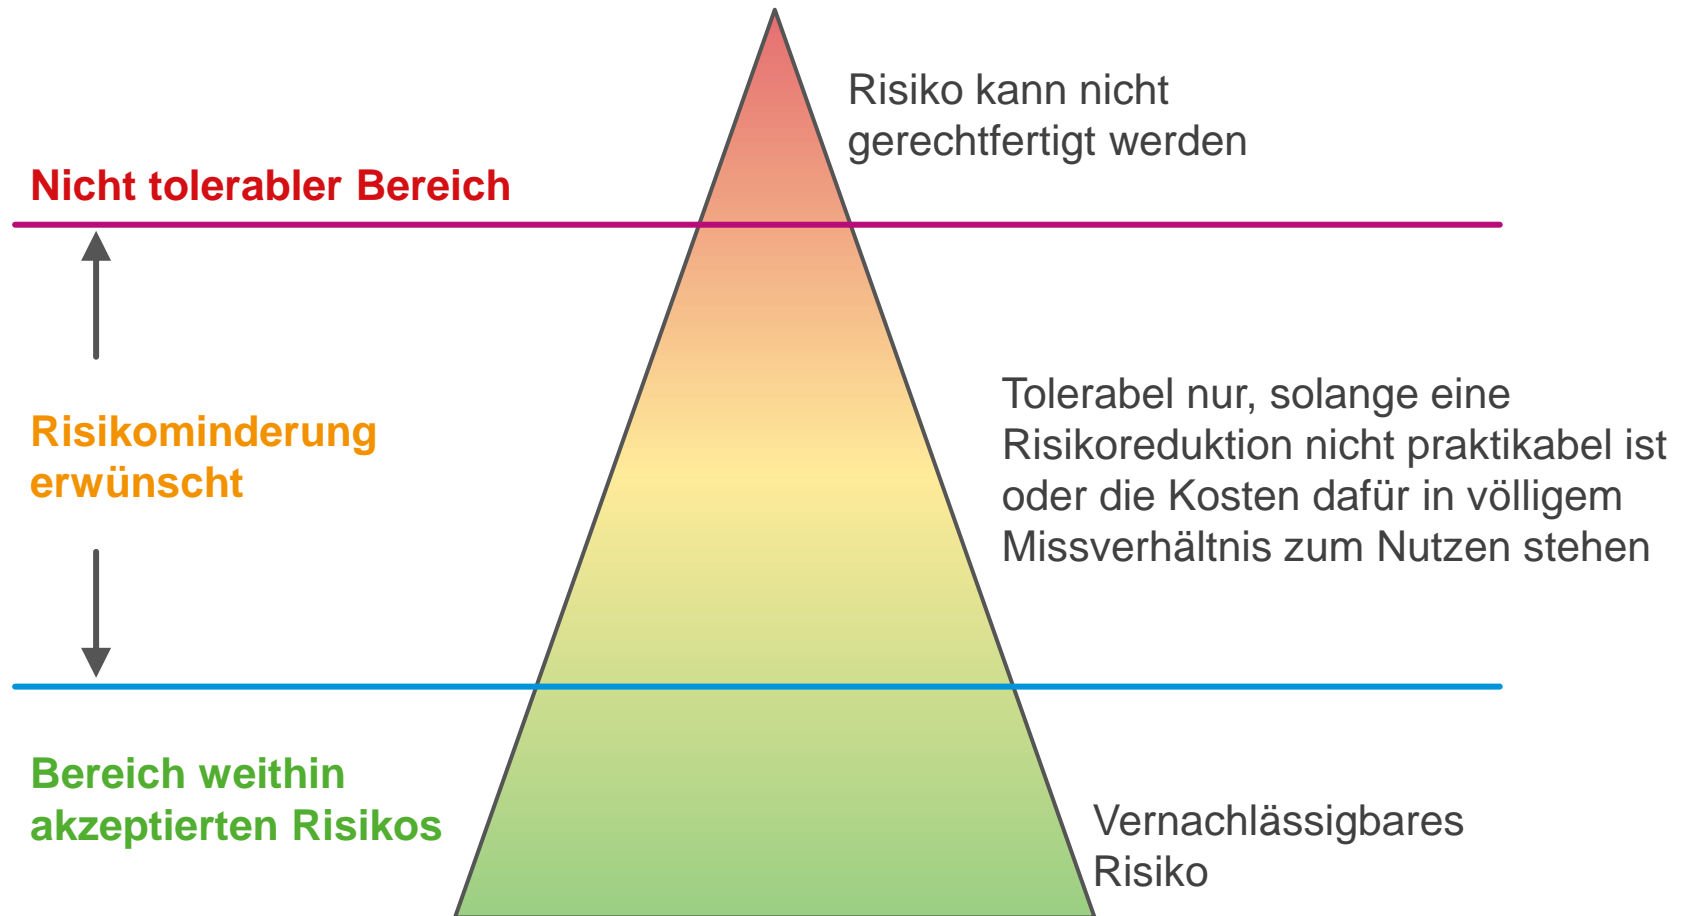 Risiko kann nicht
gerechtfertigt werden
Nicht tolerabler Bereich
Risikominderung
erwünscht
Tolerabel nur, solange eine
Risikoreduktion nicht praktikabel ist
oder die Kosten dafür in völligem
Missverhältnis zum Nutzen stehen
Bereich weithin
akzeptierten Risikos
Vernachlässigbares
Risiko